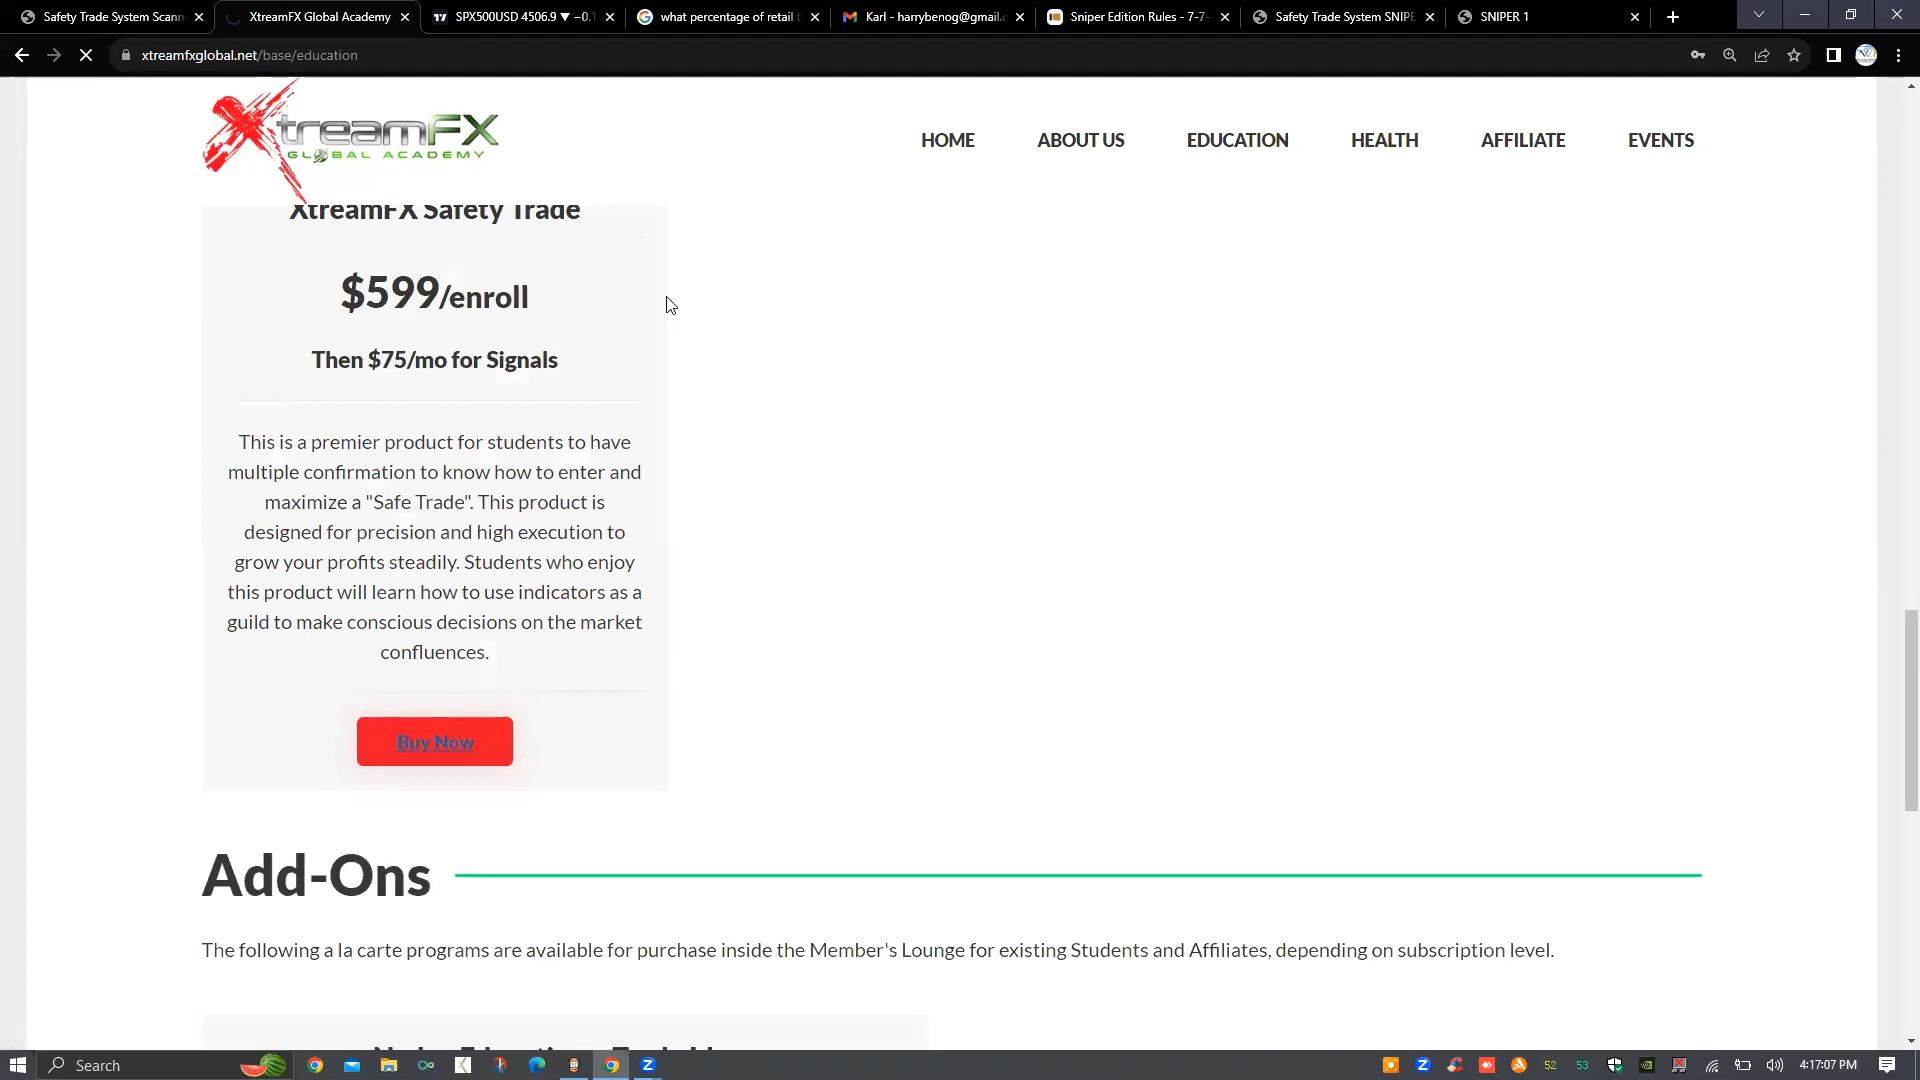 Safety Trade System Scann
XtreamFX Global Academy
SPX500USD 4506.9 ▼ −0.1
what percentage of retail t
Karl - harrybenog@gmail.c
Sniper Edition Rules - 7-7-
Safety Trade System SNIPE
SNIPER 1
xtreamfxglobal.net/base/education
XtreamFX
GLOBAL ACADEMY
HOME
ABOUT US
EDUCATION
HEALTH
AFFILIATE
EVENTS
XtreamFX Safety Trade
$599/enroll
Then $75/mo for Signals
This is a premier product for students to have
multiple confirmation to know how to enter and
maximize a "Safe Trade". This product is
designed for precision and high execution to
grow your profits steadily. Students who enjoy
this product will learn how to use indicators as a
guild to make conscious decisions on the market
confluences.
Buy Now
Add-Ons
The following a la carte programs are available for purchase inside the Member's Lounge for existing Students and Affiliates, depending on subscription level.
Search
52
53
4:17:07 PM